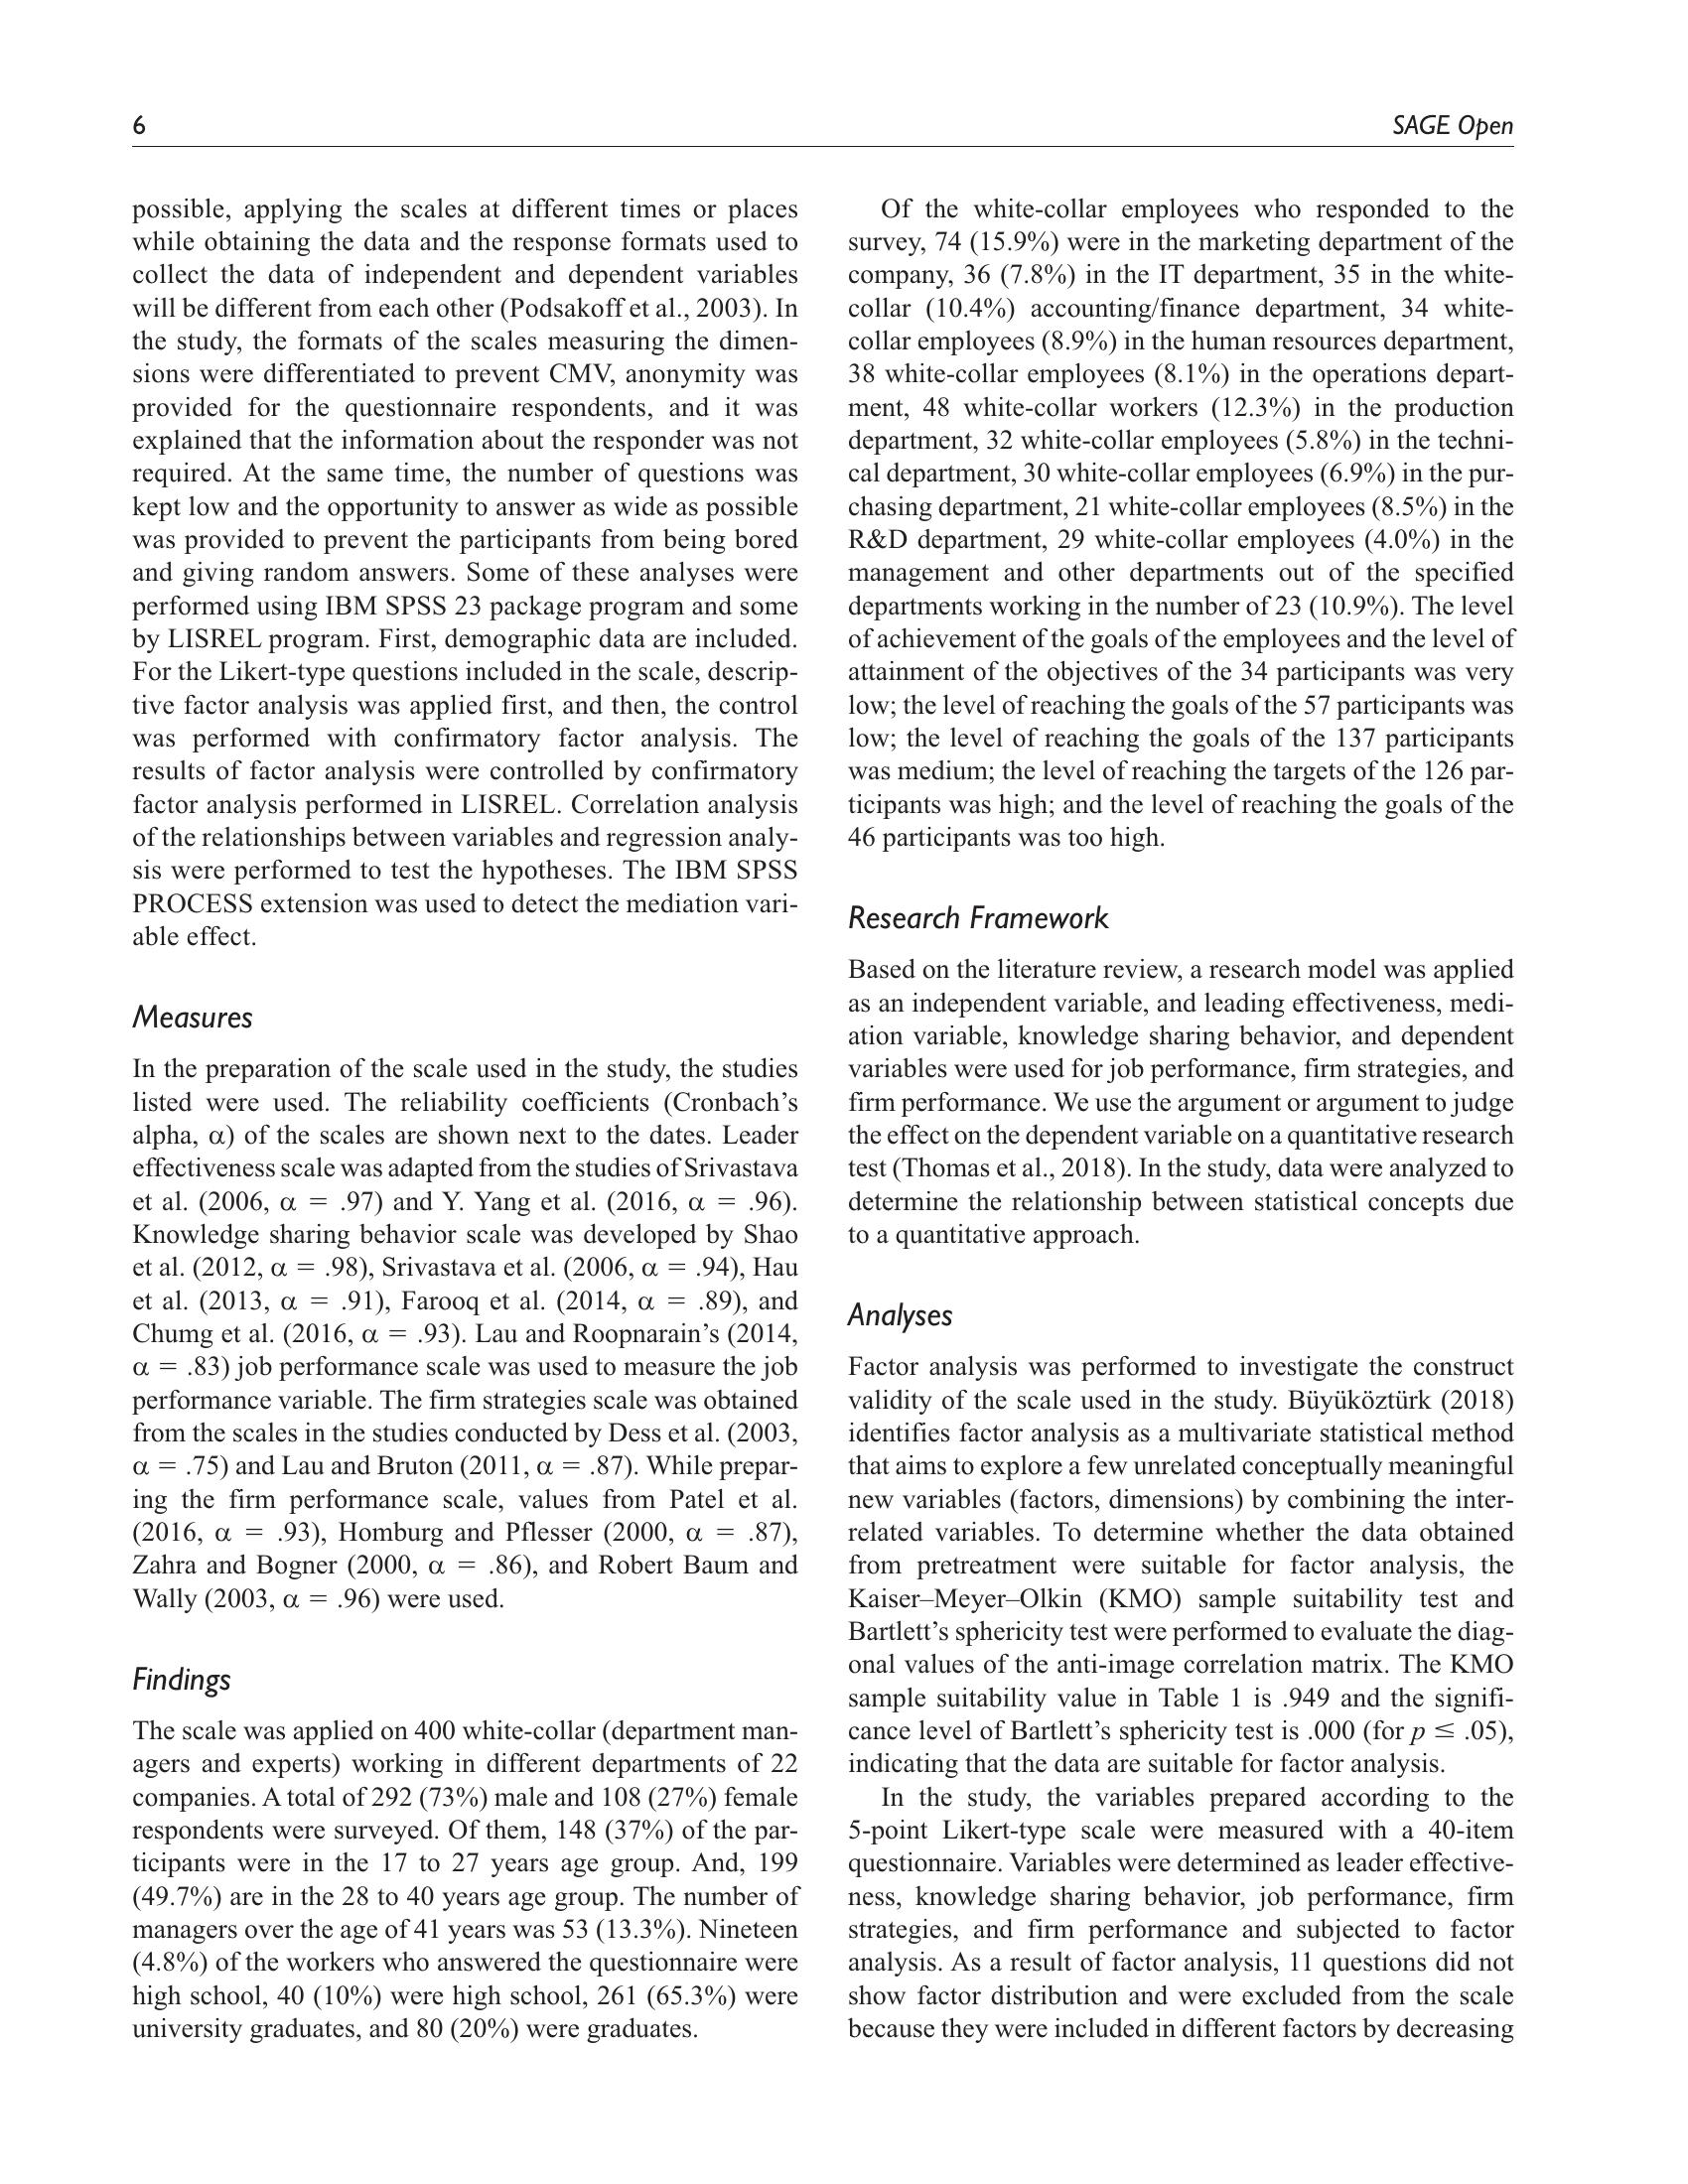 6
SAGE Open
possible, applying the scales at different times or places
while obtaining the data and the response formats used to
collect the data of independent and dependent variables
will be different from each other (Podsakoff et al., 2003). In
the study, the formats of the scales measuring the dimen-
sions were differentiated to prevent CMV, anonymity was
provided for the questionnaire respondents, and it was
explained that the information about the responder was not
required. At the same time, the number of questions was
kept low and the opportunity to answer as wide as possible
was provided to prevent the participants from being bored
and giving random answers. Some of these analyses were
performed using IBM SPSS 23 package program and some
by LISREL program. First, demographic data are included.
For the Likert-type questions included in the scale, descrip-
tive factor analysis was applied first, and then, the control
was performed with confirmatory factor analysis. The
results of factor analysis were controlled by confirmatory
factor analysis performed in LISREL. Correlation analysis
of the relationships between variables and regression analy-
sis were performed to test the hypotheses. The IBM SPSS
PROCESS extension was used to detect the mediation vari-
able effect.
Measures
In the preparation of the scale used in the study, the studies
listed were used. The reliability coefficients (Cronbach’s
alpha, α) of the scales are shown next to the dates. Leader
effectiveness scale was adapted from the studies of Srivastava
et al. (2006, α = .97) and Y. Yang et al. (2016, α = .96).
Knowledge sharing behavior scale was developed by Shao
et al. (2012, α = .98), Srivastava et al. (2006, α = .94), Hau
et al. (2013, α = .91), Farooq et al. (2014, α = .89), and
Chumg et al. (2016, α = .93). Lau and Roopnarain’s (2014,
α = .83) job performance scale was used to measure the job
performance variable. The firm strategies scale was obtained
from the scales in the studies conducted by Dess et al. (2003,
α = .75) and Lau and Bruton (2011, α = .87). While prepar-
ing the firm performance scale, values from Patel et al.
(2016, α = .93), Homburg and Pflesser (2000, α = .87),
Zahra and Bogner (2000, α = .86), and Robert Baum and
Wally (2003, α = .96) were used.
Findings
The scale was applied on 400 white-collar (department man-
agers and experts) working in different departments of 22
companies. A total of 292 (73%) male and 108 (27%) female
respondents were surveyed. Of them, 148 (37%) of the par-
ticipants were in the 17 to 27 years age group. And, 199
(49.7%) are in the 28 to 40 years age group. The number of
managers over the age of 41 years was 53 (13.3%). Nineteen
(4.8%) of the workers who answered the questionnaire were
high school, 40 (10%) were high school, 261 (65.3%) were
university graduates, and 80 (20%) were graduates.
Of the white-collar employees who responded to the
survey, 74 (15.9%) were in the marketing department of the
company, 36 (7.8%) in the IT department, 35 in the white-
collar (10.4%) accounting/finance department, 34 white-
collar employees (8.9%) in the human resources department,
38 white-collar employees (8.1%) in the operations depart-
ment, 48 white-collar workers (12.3%) in the production
department, 32 white-collar employees (5.8%) in the techni-
cal department, 30 white-collar employees (6.9%) in the pur-
chasing department, 21 white-collar employees (8.5%) in the
R&D department, 29 white-collar employees (4.0%) in the
management and other departments out of the specified
departments working in the number of 23 (10.9%). The level
of achievement of the goals of the employees and the level of
attainment of the objectives of the 34 participants was very
low; the level of reaching the goals of the 57 participants was
low; the level of reaching the goals of the 137 participants
was medium; the level of reaching the targets of the 126 par-
ticipants was high; and the level of reaching the goals of the
46 participants was too high.
Research Framework
Based on the literature review, a research model was applied
as an independent variable, and leading effectiveness, medi-
ation variable, knowledge sharing behavior, and dependent
variables were used for job performance, firm strategies, and
firm performance. We use the argument or argument to judge
the effect on the dependent variable on a quantitative research
test (Thomas et al., 2018). In the study, data were analyzed to
determine the relationship between statistical concepts due
to a quantitative approach.
Analyses
Factor analysis was performed to investigate the construct
validity of the scale used in the study. Büyüköztürk (2018)
identifies factor analysis as a multivariate statistical method
that aims to explore a few unrelated conceptually meaningful
new variables (factors, dimensions) by combining the inter-
related variables. To determine whether the data obtained
from pretreatment were suitable for factor analysis, the
Kaiser–Meyer–Olkin (KMO) sample suitability test and
Bartlett’s sphericity test were performed to evaluate the diag-
onal values of the anti-image correlation matrix. The KMO
sample suitability value in Table 1 is .949 and the signifi-
cance level of Bartlett’s sphericity test is .000 (for p ≤ .05),
indicating that the data are suitable for factor analysis.
In the study, the variables prepared according to the
5-point Likert-type scale were measured with a 40-item
questionnaire. Variables were determined as leader effective-
ness, knowledge sharing behavior, job performance, firm
strategies, and firm performance and subjected to factor
analysis. As a result of factor analysis, 11 questions did not
show factor distribution and were excluded from the scale
because they were included in different factors by decreasing